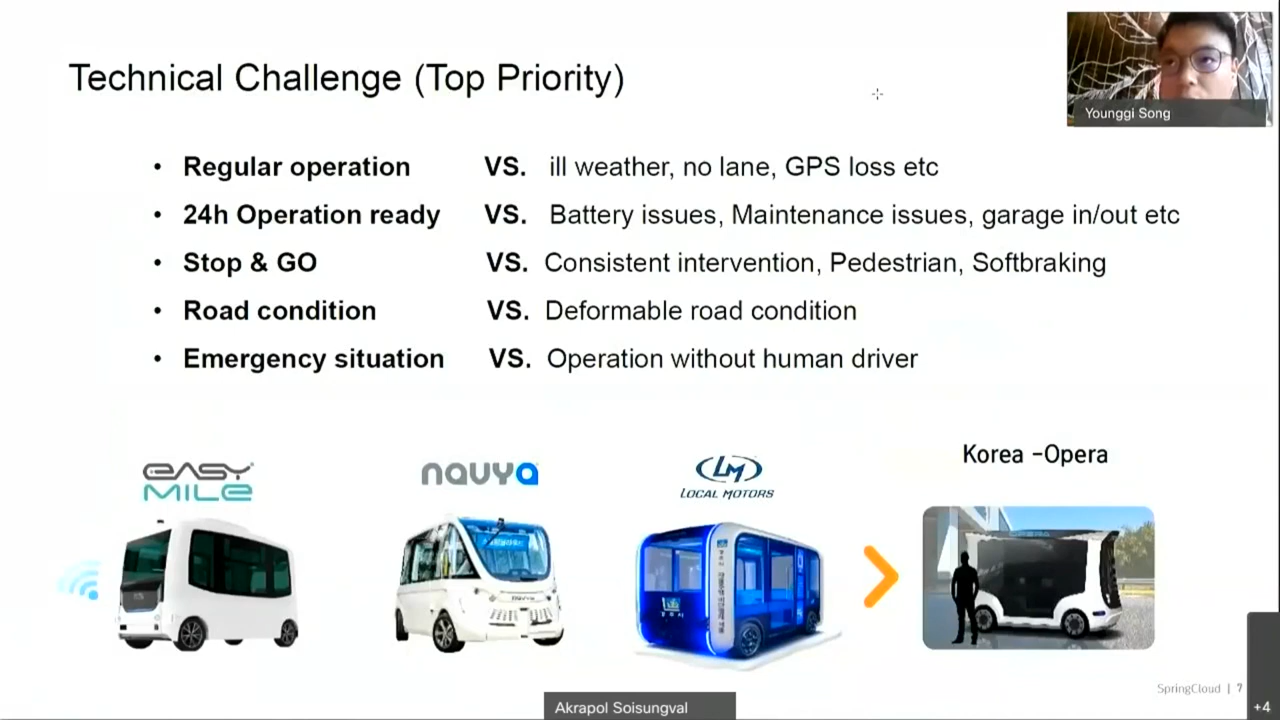 Technical Challenge (Top Priority)
Younggi Song
• Regular operation VS. ill weather, no lane, GPS loss etc
• 24h Operation ready VS. Battery issues, Maintenance issues, garage in/out etc
• Stop & GO VS. Consistent intervention, Pedestrian, Softbraking
• Road condition VS. Deformable road condition
• Emergency situation VS. Operation without human driver
EASY MILE
navya
LM
LOCAL MOTORS
Korea -Opera
SpringCloud | 7
Akrapol Soisungval
+4